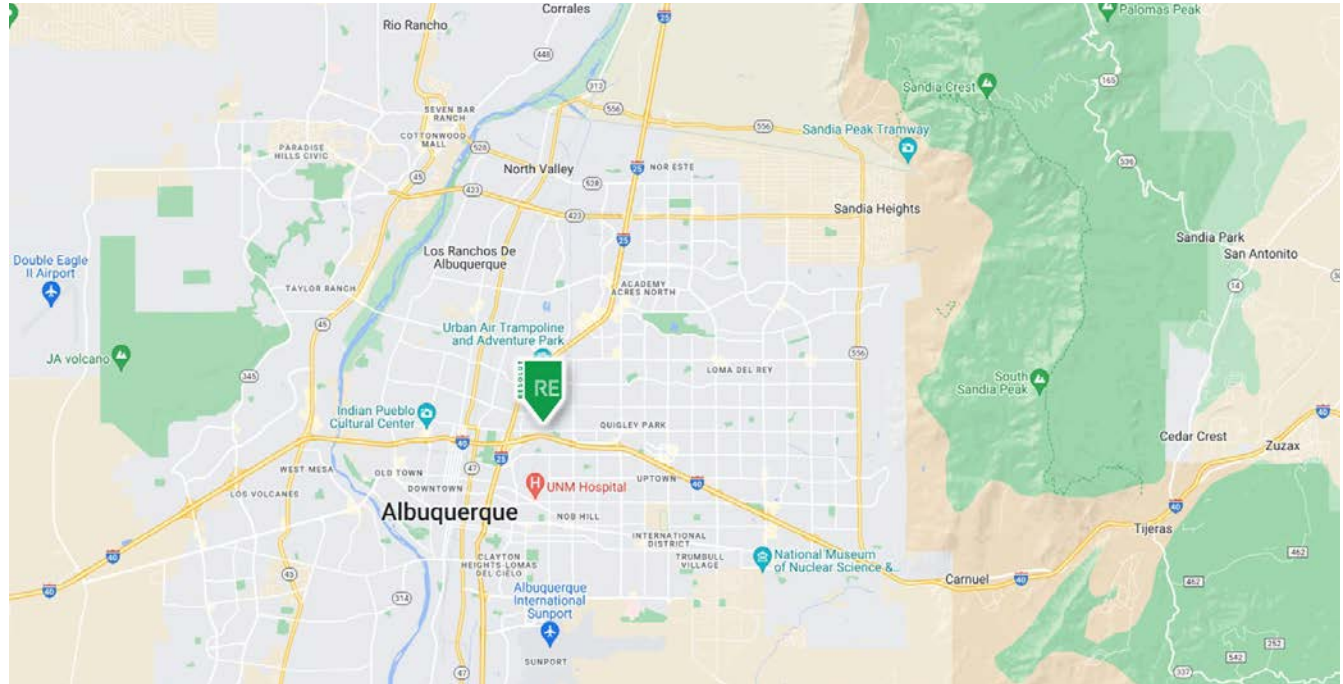 Corrales
Palomas Peak
Rio Rancho
25
448
165
Sandia Crest
313
SEVEN BAR
RANCH
556
COTTONWOOD
MALL
556
Sandia Peak Tramway
PARADISE
HILLS CIVIC
528
North Valley
25
NOR ESTE
536
45
528
423
423
Sandia Heights
25
Sandia Park
Los Ranchos De
Albuquerque
San Antonito
Double Eagle
II Airport
ACADEMY
ACRES NORTH
TAYLOR RANCH
14
45
Urban Air Trampoline
and Adventure Park
556
JA volcano
RESOLUT
RE
LOMA DEL REY
345
South
Sandia Peak
Indian Pueblo
Cultural Center
QUIGLEY PARK
40
40
40
Cedar Crest
Zuzax
25
47
WEST MESA
OLD TOWN
UPTOWN
LOS VOLCANES
DOWNTOWN
H
UNM Hospital
40
40
Albuquerque
NOB HILL
Tijeras
INTERNATIONAL
DISTRICT
462
40
CLAYTON
HEIGHTS-LOMAS
DEL CIELO
TRUMBULL
VILLAGE
National Museum
of Nuclear Science &...
Carnuel
40
45
462
40
Albuquerque
International
Sunport
314
SUNPORT
252
542
47
337